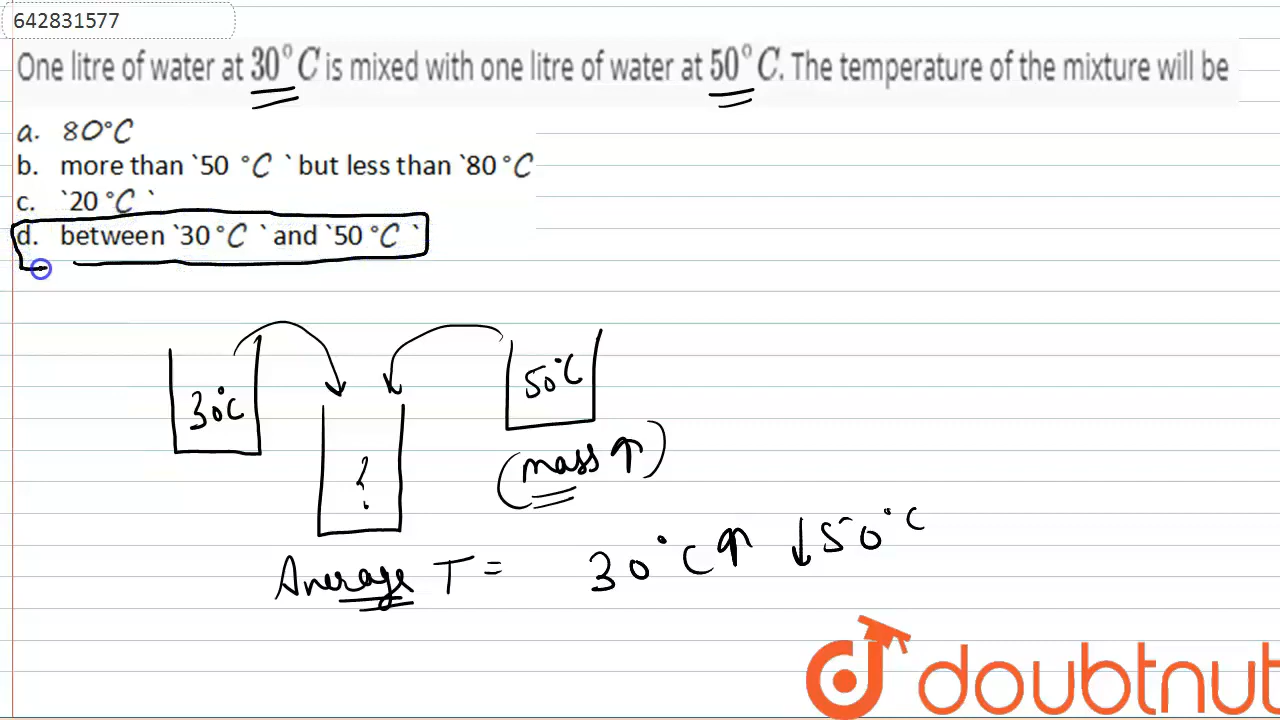 642831577
One litre of water at 30°C is mixed with one litre of water at 50°C. The temperature of the mixture will be
a. 80°C
b. more than `50 °C ` but less than `80 °C
c. `20 °C `
d. between `30 °C ` and `50 °C `
30°C
50°C
?
(mass ↑)
Average T = 30°C ↑ ↓ 50°C
doubtnut